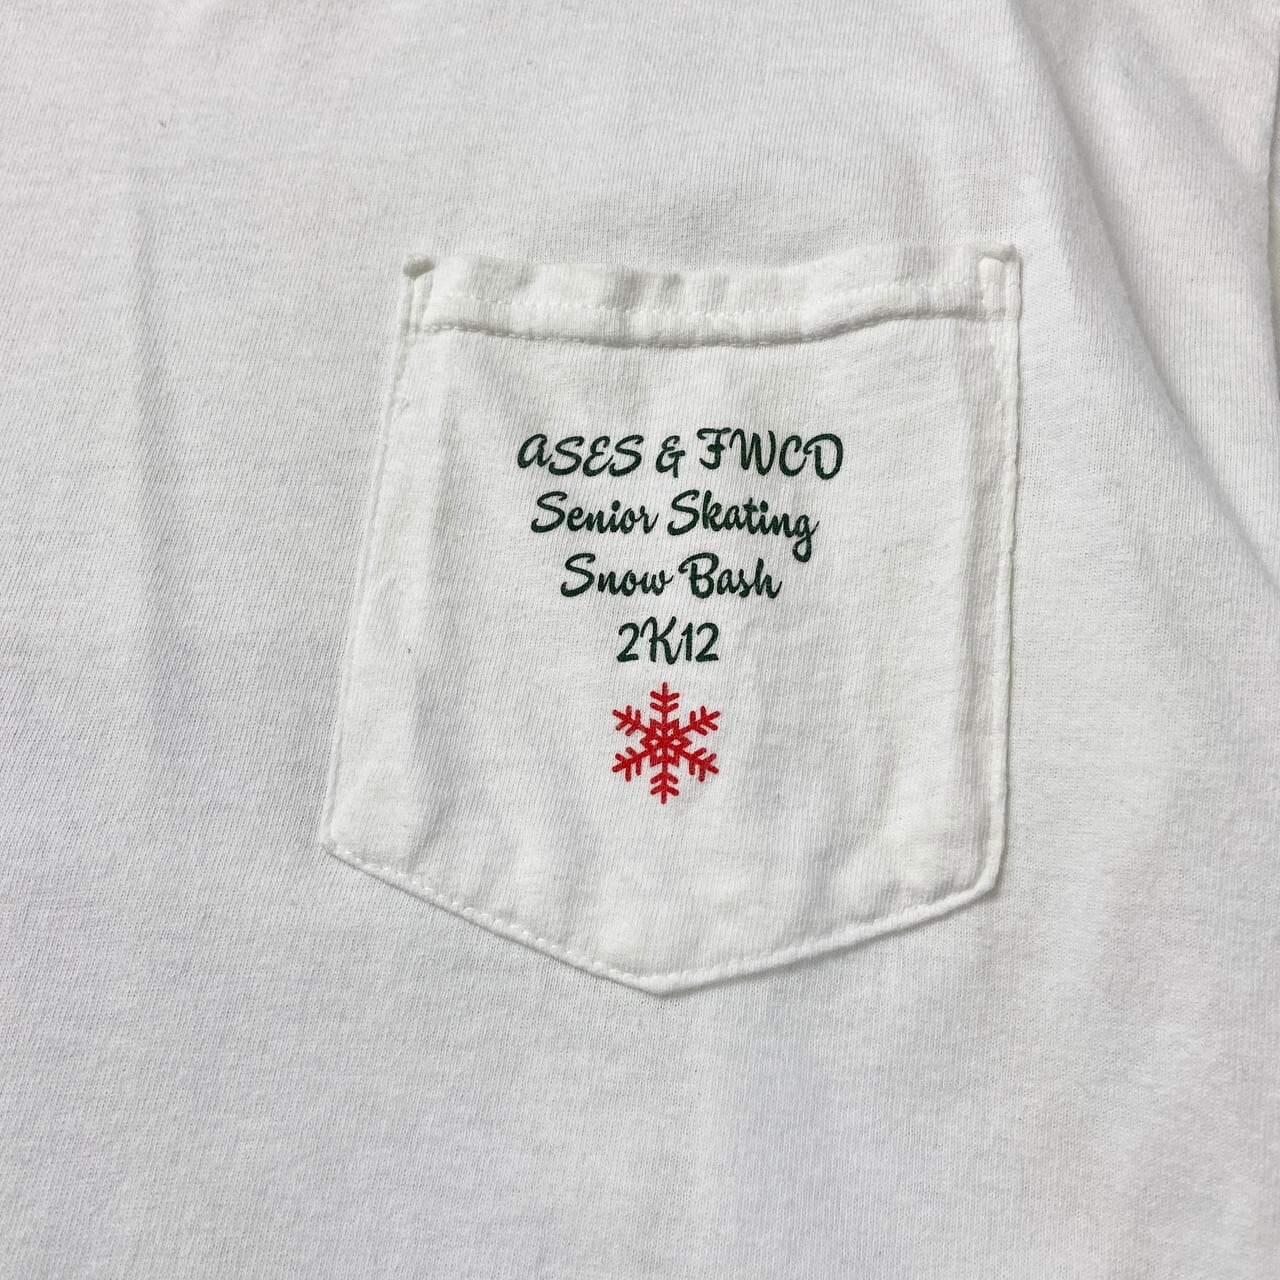 ASES & FWCD
Senior Skating
Snow Bash
2K12